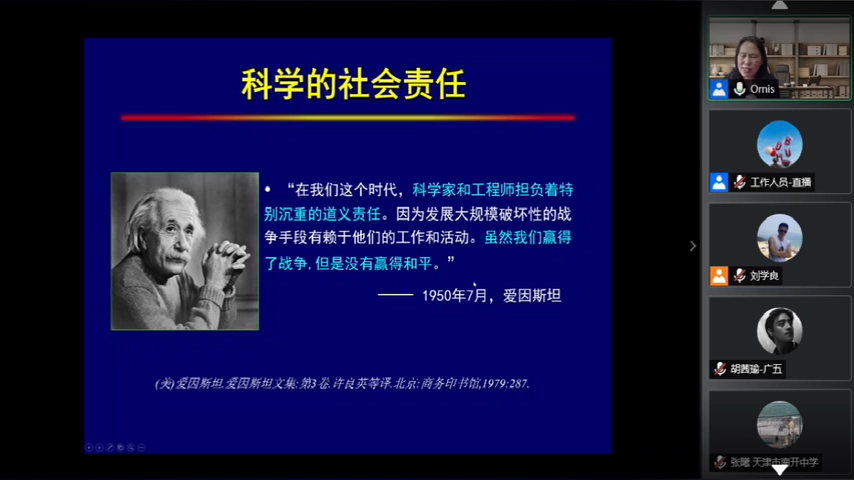 科学的社会责任
• “在我们这个时代，科学家和工程师担负着特
别沉重的道义责任。因为发展大规模破坏性的战
争手段有赖于他们的工作和活动。虽然我们赢得
了战争,但是没有赢得和平。”
—— 1950年7月，爱因斯坦
(美)爱因斯坦.爱因斯坦文集:第3卷.许良英等译.北京:商务印书馆,1979:287.
Ornis
工作人员-直播
刘学良
胡茜瑜-广五
张曦 天津市南开中学